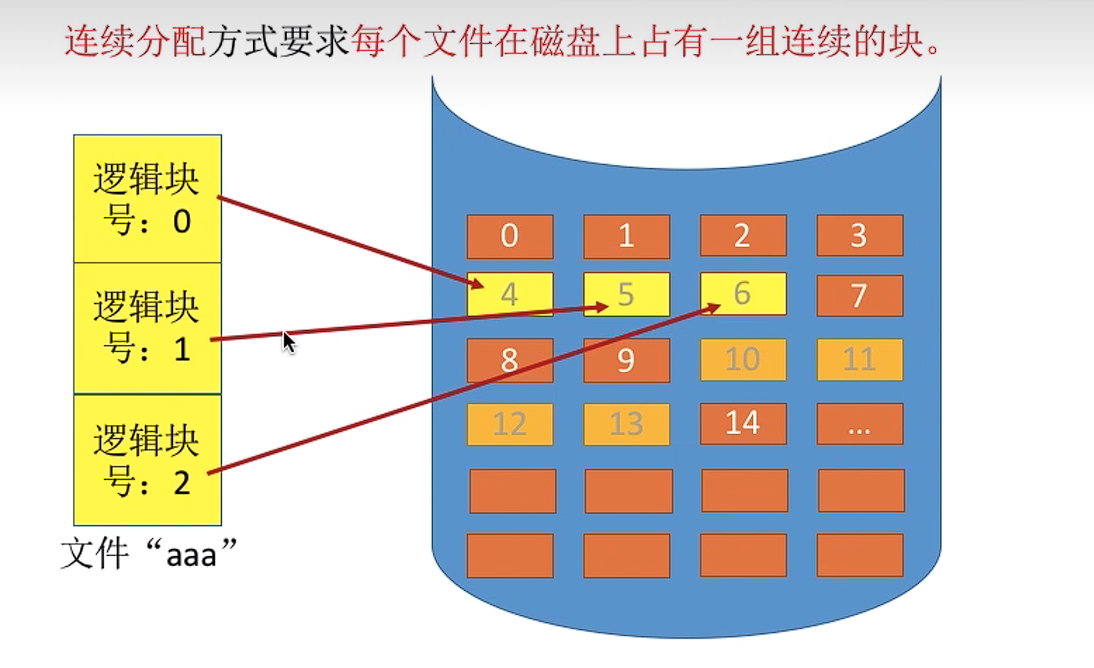 连续分配方式要求每个文件在磁盘上占有一组连续的块。
逻辑块
号：0
逻辑块
号：1
逻辑块
号：2
文件“aaa”
0 1 2 3
4 5 6 7
8 9 10 11
12 13 14 ...